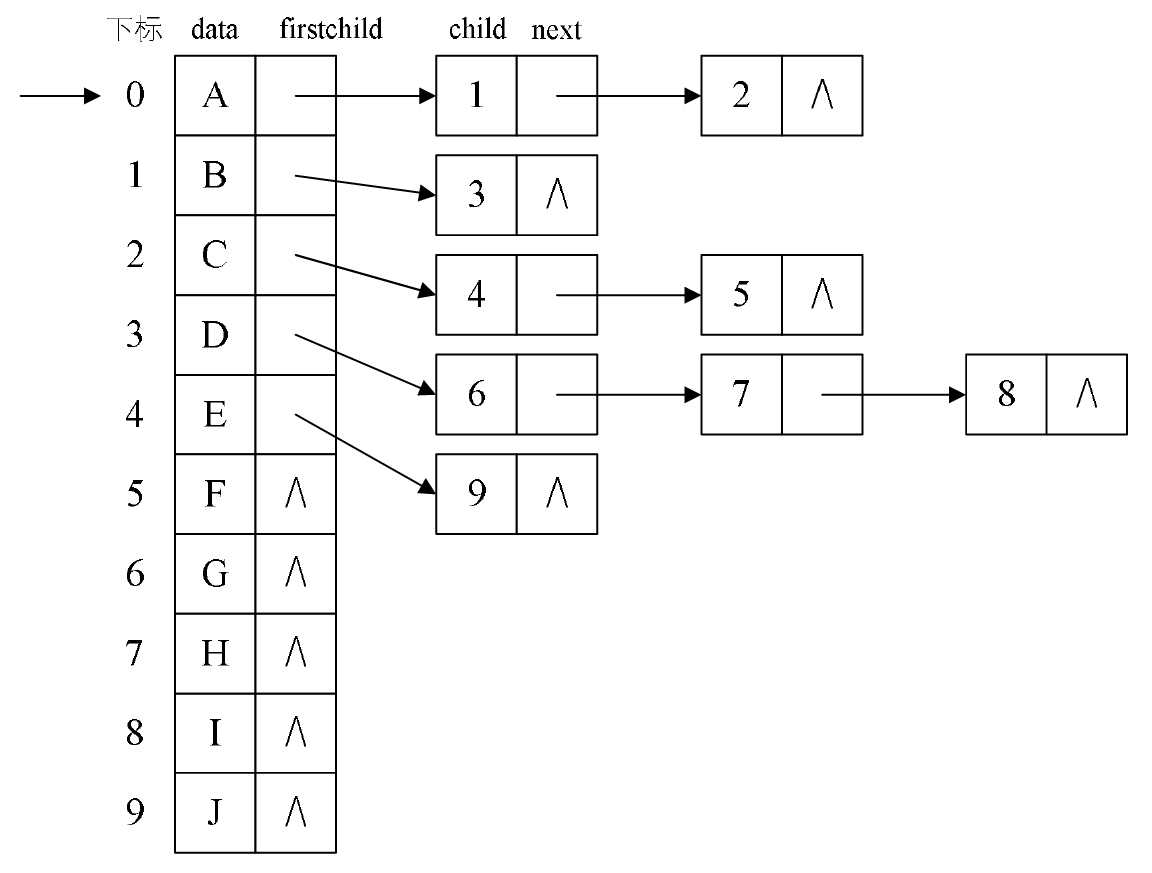 下标 data firstchild child next
0 A 1 2 ∧
1 B 3 ∧
2 C 4 5 ∧
3 D 6 7 8 ∧
4 E 9 ∧
5 F ∧
6 G ∧
7 H ∧
8 I ∧
9 J ∧